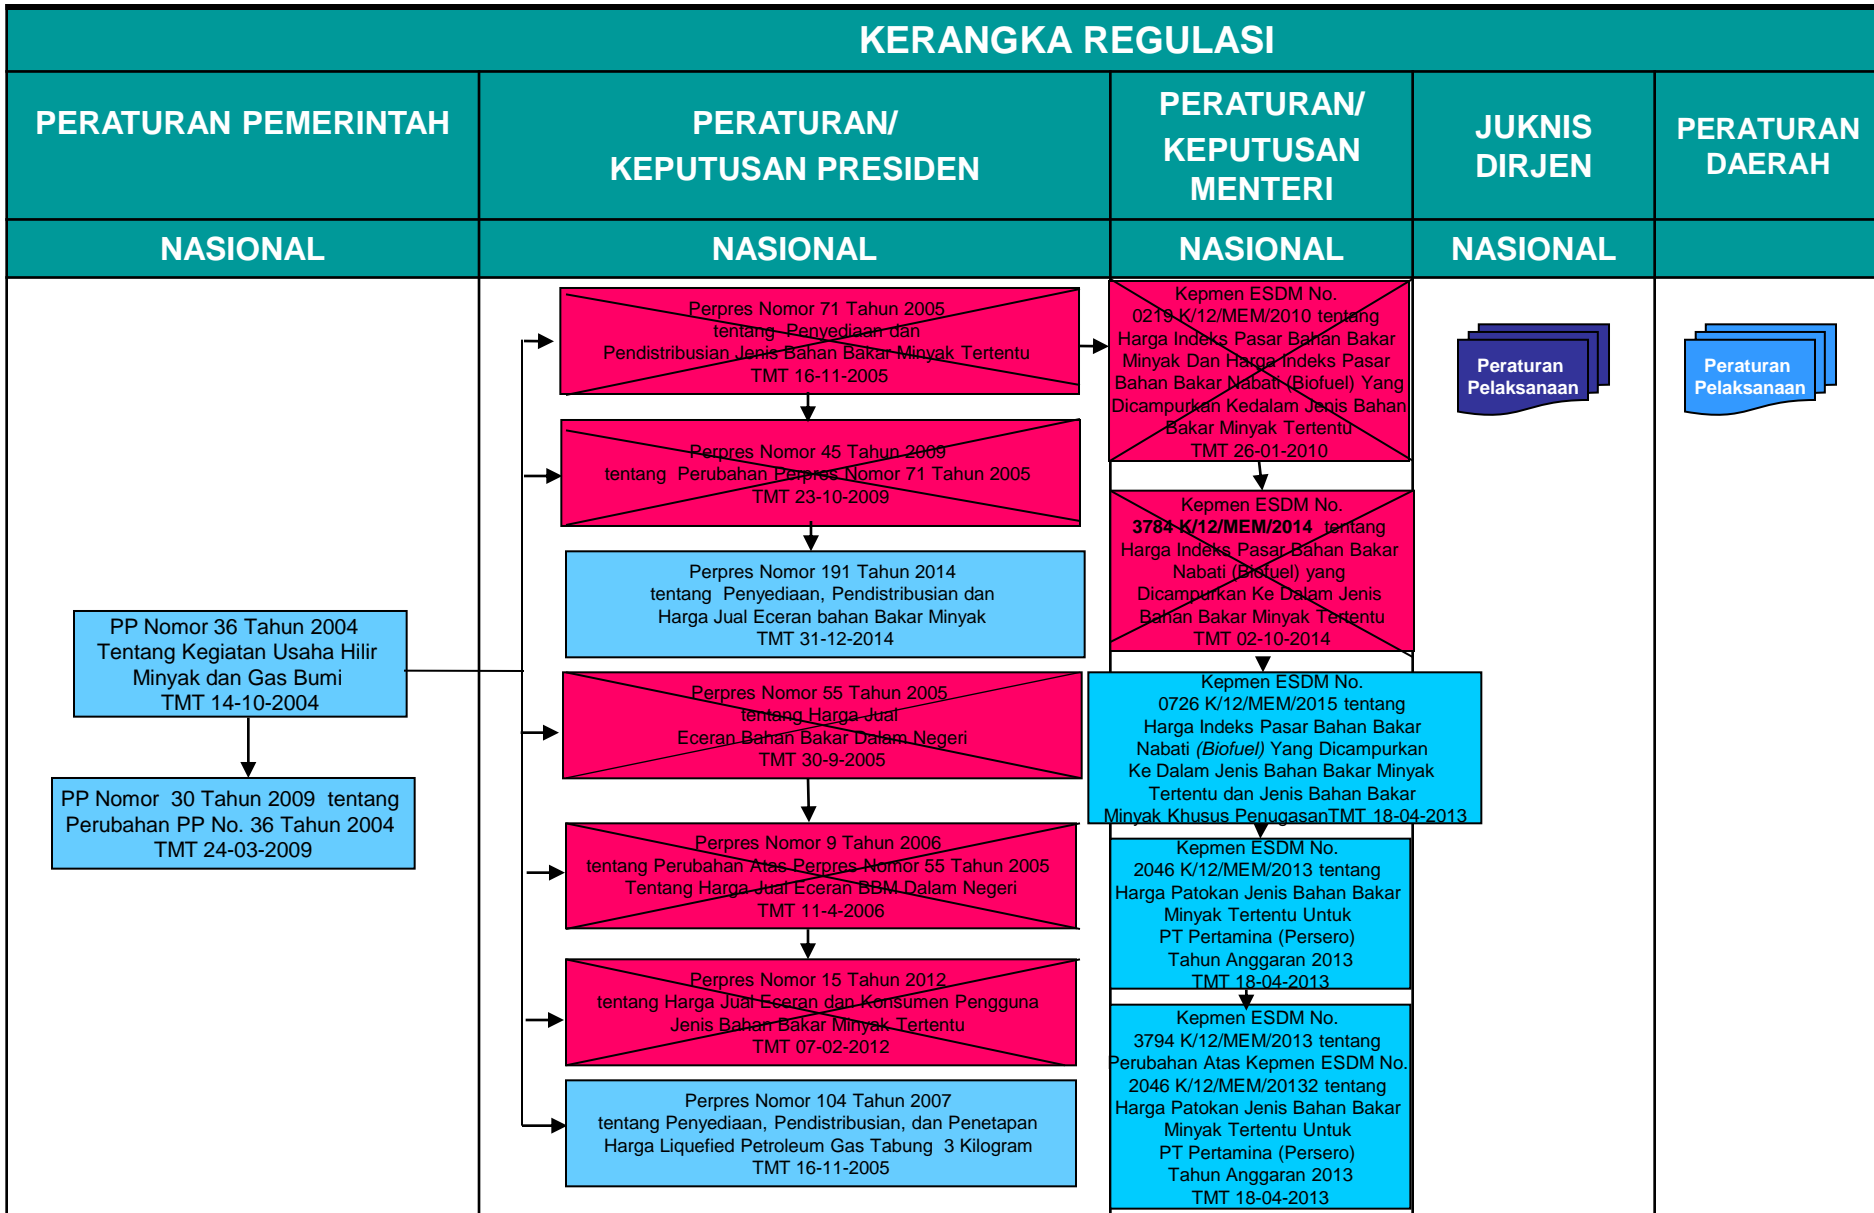 KERANGKA REGULASI
PERATURAN PEMERINTAH
PERATURAN/
KEPUTUSAN PRESIDEN
PERATURAN/
KEPUTUSAN
MENTERI
JUKNIS
DIRJEN
PERATURAN
DAERAH
NASIONAL
NASIONAL
NASIONAL
NASIONAL
PP Nomor 36 Tahun 2004
Tentang Kegiatan Usaha Hilir
Minyak dan Gas Bumi
TMT 14-10-2004
PP Nomor 30 Tahun 2009 tentang
Perubahan PP No. 36 Tahun 2004
TMT 24-03-2009
Perpres Nomor 71 Tahun 2005
tentang Penyediaan dan
Pendistribusian Jenis Bahan Bakar Minyak Tertentu
TMT 16-11-2005
Perpres Nomor 45 Tahun 2009
tentang Perubahan Perpres Nomor 71 Tahun 2005
TMT 23-10-2009
Perpres Nomor 191 Tahun 2014
tentang Penyediaan, Pendistribusian dan
Harga Jual Eceran bahan Bakar Minyak
TMT 31-12-2014
Perpres Nomor 55 Tahun 2005
tentang Harga Jual
Eceran Bahan Bakar Dalam Negeri
TMT 30-9-2005
Perpres Nomor 9 Tahun 2006
tentang Perubahan Atas Perpres Nomor 55 Tahun 2005
Tentang Harga Jual Eceran BBM Dalam Negeri
TMT 11-4-2006
Perpres Nomor 15 Tahun 2012
tentang Harga Jual Eceran dan Konsumen Pengguna
Jenis Bahan Bakar Minyak Tertentu
TMT 07-02-2012
Perpres Nomor 104 Tahun 2007
tentang Penyediaan, Pendistribusian, dan Penetapan
Harga Liquefied Petroleum Gas Tabung 3 Kilogram
TMT 16-11-2005
Kepmen ESDM No.
0219 K/12/MEM/2010 tentang
Harga Indeks Pasar Bahan Bakar
Minyak Dan Harga Indeks Pasar
Bahan Bakar Nabati (Biofuel) Yang
Dicampurkan Kedalam Jenis Bahan
Bakar Minyak Tertentu
TMT 26-01-2010
Kepmen ESDM No.
3784 K/12/MEM/2014 tentang
Harga Indeks Pasar Bahan Bakar
Nabati (Biofuel) yang
Dicampurkan Ke Dalam Jenis
Bahan Bakar Minyak Tertentu
TMT 02-10-2014
Kepmen ESDM No.
0726 K/12/MEM/2015 tentang
Harga Indeks Pasar Bahan Bakar
Nabati (Biofuel) Yang Dicampurkan
Ke Dalam Jenis Bahan Bakar Minyak
Tertentu dan Jenis Bahan Bakar
Minyak Khusus PenugasanTMT 18-04-2013
Kepmen ESDM No.
2046 K/12/MEM/2013 tentang
Harga Patokan Jenis Bahan Bakar
Minyak Tertentu Untuk
PT Pertamina (Persero)
Tahun Anggaran 2013
TMT 18-04-2013
Kepmen ESDM No.
3794 K/12/MEM/2013 tentang
Perubahan Atas Kepmen ESDM No.
2046 K/12/MEM/20132 tentang
Harga Patokan Jenis Bahan Bakar
Minyak Tertentu Untuk
PT Pertamina (Persero)
Tahun Anggaran 2013
TMT 18-04-2013
Peraturan
Pelaksanaan
Peraturan
Pelaksanaan